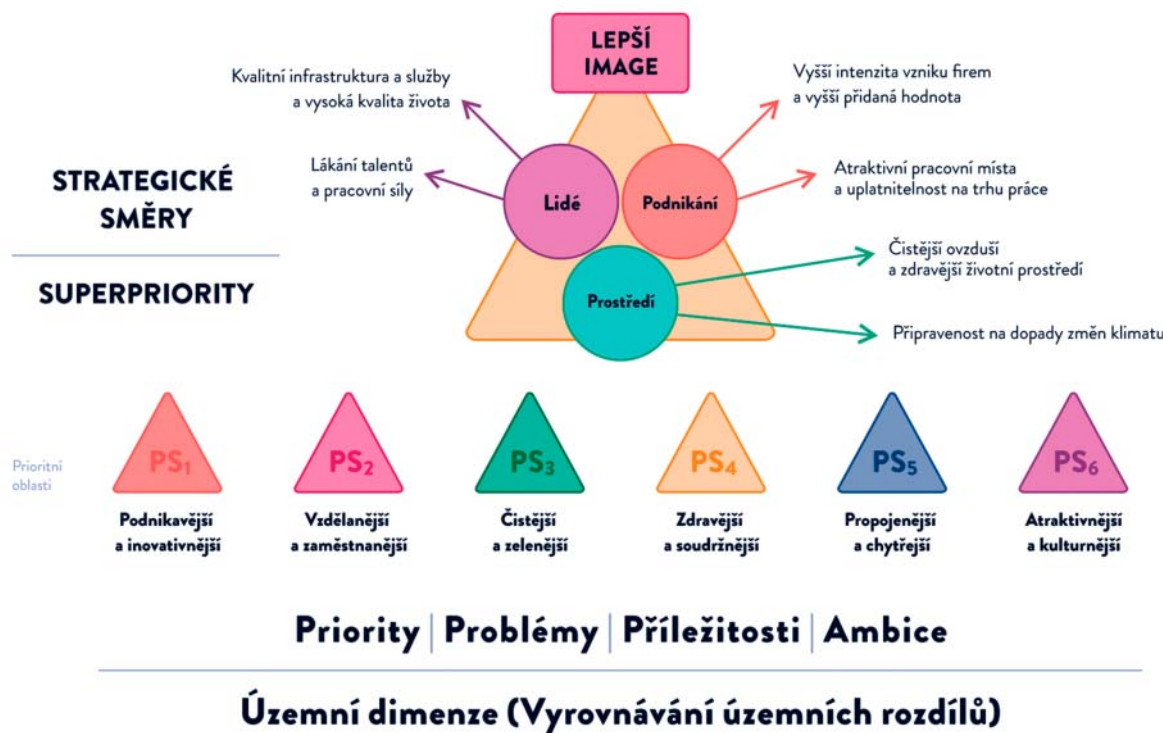 LEPŠÍ
IMAGE
Kvalitní infrastruktura a služby
a vysoká kvalita života
Vyšší intenzita vzniku firem
a vyšší přidaná hodnota
Lákání talentů
a pracovní síly
Atraktivní pracovní místa
a uplatnitelnost na trhu práce
STRATEGICKÉ
SMĚRY
Lidé
Podnikání
Čistější ovzduší
a zdravější životní prostředí
SUPERPRIORITY
Prostředí
Připravenost na dopady změn klimatu
Prioritní
oblasti
PS₁
PS₂
PS₃
PS₄
PS₅
PS₆
Podnikavější
a inovativnější
Vzdělanější
a zaměstnanější
Čistější
a zelenější
Zdravější
a soudržnější
Propojenější
a chytřejší
Atraktivnější
a kulturnější
Priority | Problémy | Příležitosti | Ambice
Územní dimenze (Vyrovnávání územních rozdílů)